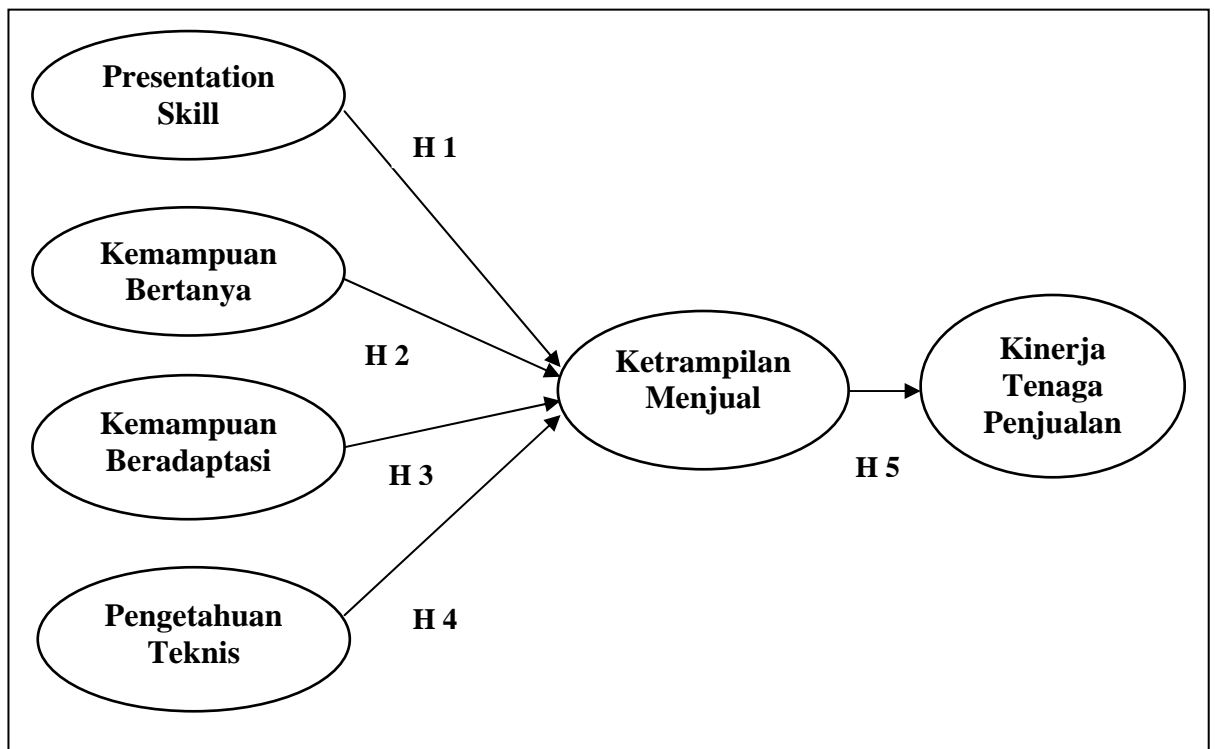 Presentation
Skill
H 1
Kemampuan
Bertanya
H 2
Kemampuan
Beradaptasi
H 3
Pengetahuan
Teknis
H 4
Ketrampilan
Menjual
H 5
Kinerja
Tenaga
Penjualan